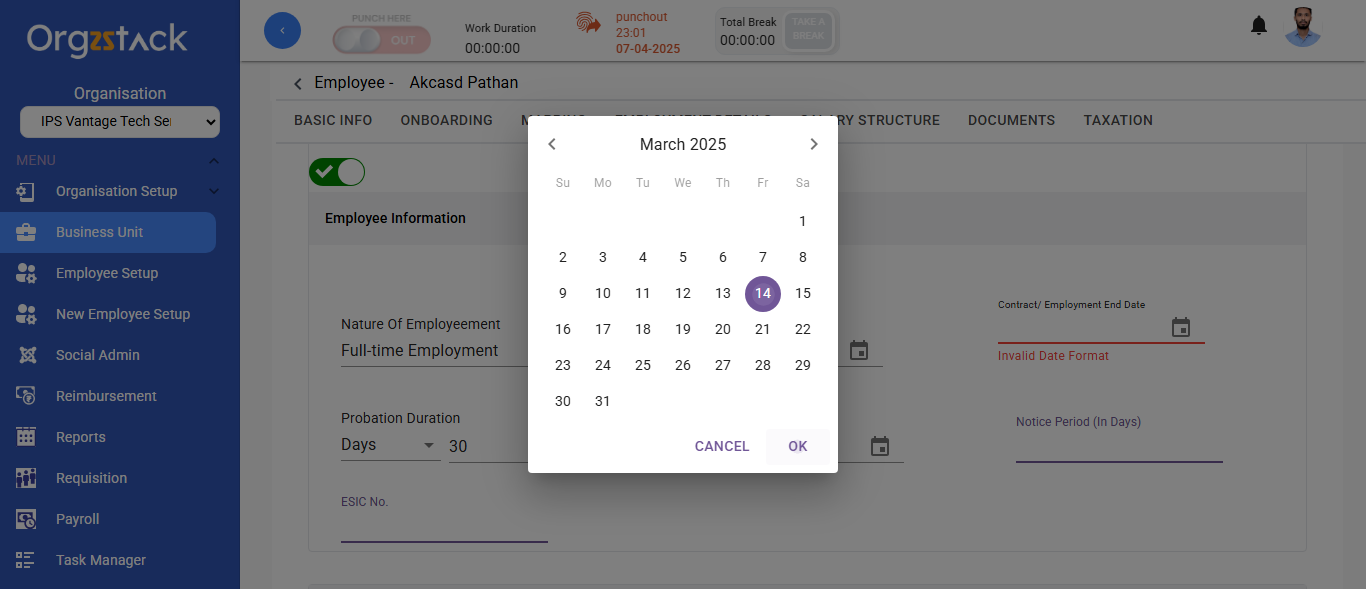 Orgzstack
Organisation
IPS Vantage Tech Se
MENU
Organisation Setup
Business Unit
Employee Setup
New Employee Setup
Social Admin
Reimbursement
Reports
Requisition
Payroll
Task Manager
PUNCH HERE
OUT
Work Duration
00:00:00
punchout
23:01
07-04-2025
Total Break
00:00:00
TAKE A
BREAK
Employee - Akcasd Pathan
BASIC INFO ONBOARDING MAPPING EMPLOYMENT DETAILS SALARY STRUCTURE DOCUMENTS TAXATION
Employee Information
Nature Of Employeement
Full-time Employment
Contract/ Employment End Date
Invalid Date Format
Probation Duration
Days 30
Notice Period (In Days)
ESIC No.
March 2025
Su Mo Tu We Th Fr Sa
1
2 3 4 5 6 7 8
9 10 11 12 13 14 15
16 17 18 19 20 21 22
23 24 25 26 27 28 29
30 31
CANCEL OK